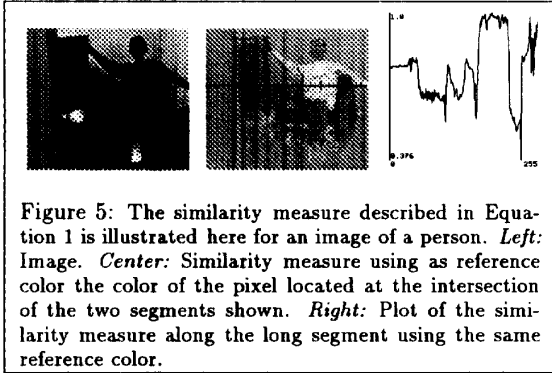 1.0
0.376
0
255
Figure 5: The similarity measure described in Equa-
tion 1 is illustrated here for an image of a person. Left:
Image. Center: Similarity measure using as reference
color the color of the pixel located at the intersection
of the two segments shown. Right: Plot of the simi-
larity measure along the long segment using the same
reference color.